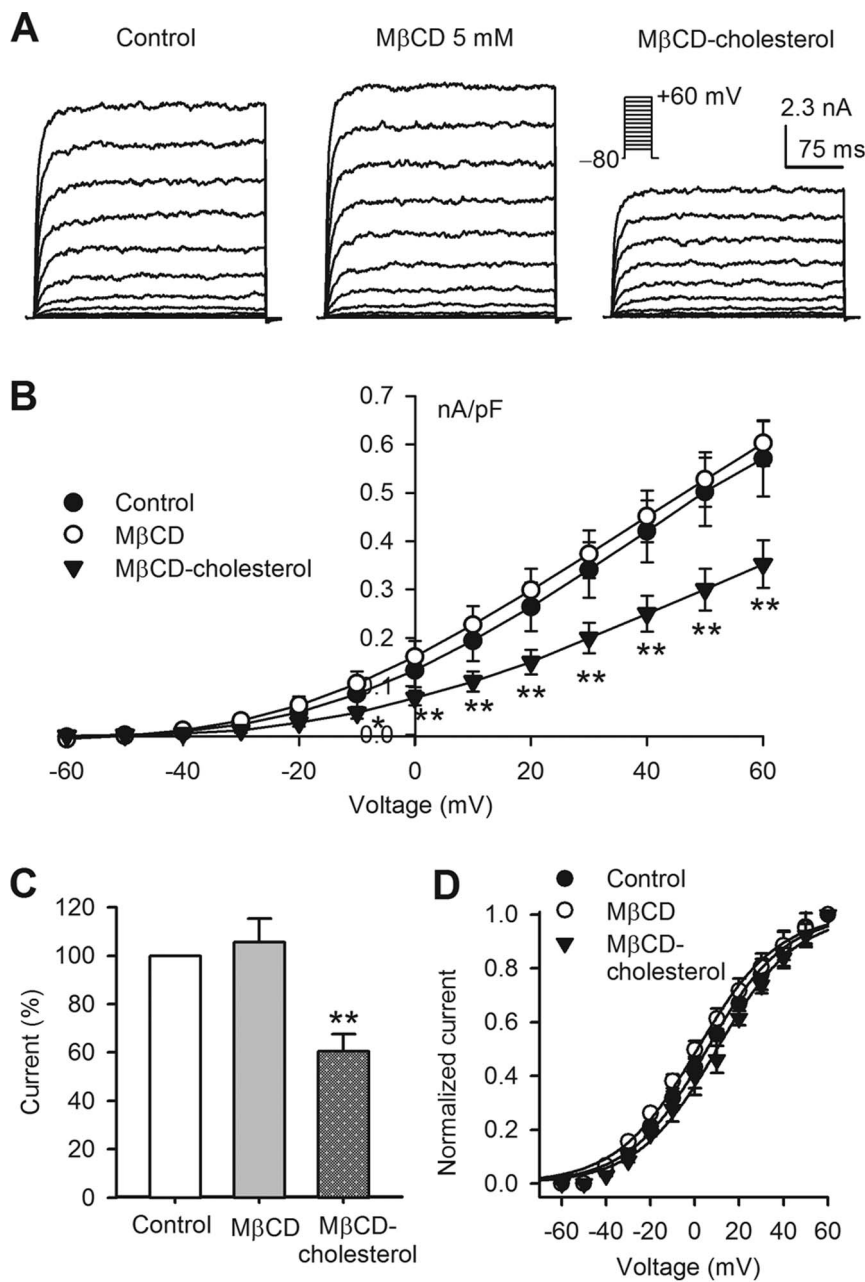 A
Control
MβCD 5 mM
MβCD-cholesterol
+60 mV
−80
2.3 nA
75 ms
B
nA/pF
0.7
0.6
0.5
0.4
0.3
0.2
0.1
0.0
Control
MβCD
MβCD-cholesterol
* ** ** ** ** ** ** **
-60 -40 -20 0 20 40 60
Voltage (mV)
C
Current (%)
120
100
80
60
40
20
0
**
Control
MβCD
MβCD-
cholesterol
D
Control
MβCD
MβCD-
cholesterol
Normalized current
1.0
0.8
0.6
0.4
0.2
0.0
-60 -40 -20 0 20 40 60
Voltage (mV)